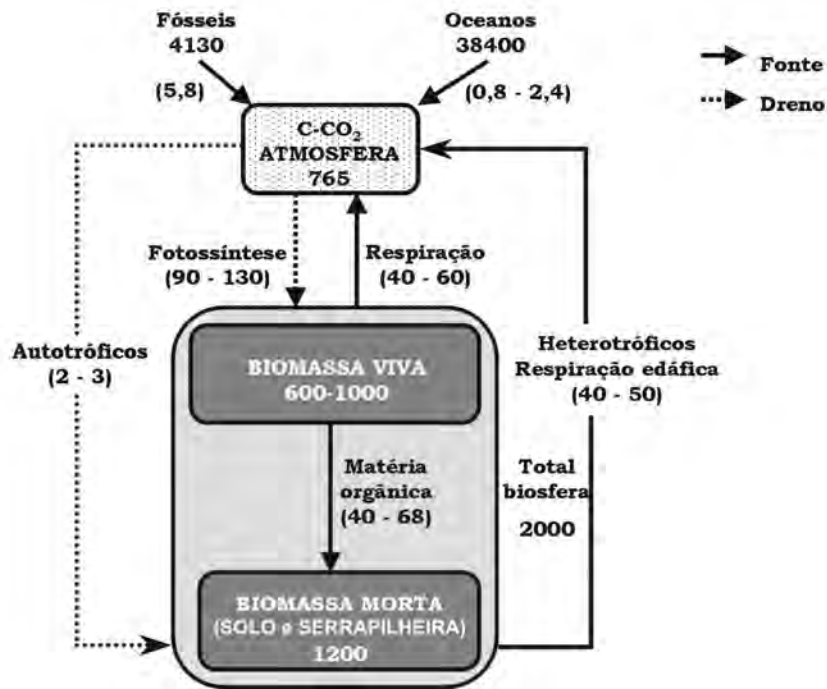 Fósseis
4130
Oceanos
38400
(5,8)
(0,8 - 2,4)
Fonte
Dreno
C-CO₂
ATMOSFERA
765
Fotossíntese
(90 - 130)
Respiração
(40 - 60)
Autotróficos
(2 - 3)
BIOMASSA VIVA
600-1000
Heterotróficos
Respiração edáfica
(40 - 50)
Matéria
orgânica
(40 - 68)
Total
biosfera
2000
BIOMASSA MORTA
(SOLO e SERRAPILHEIRA)
1200